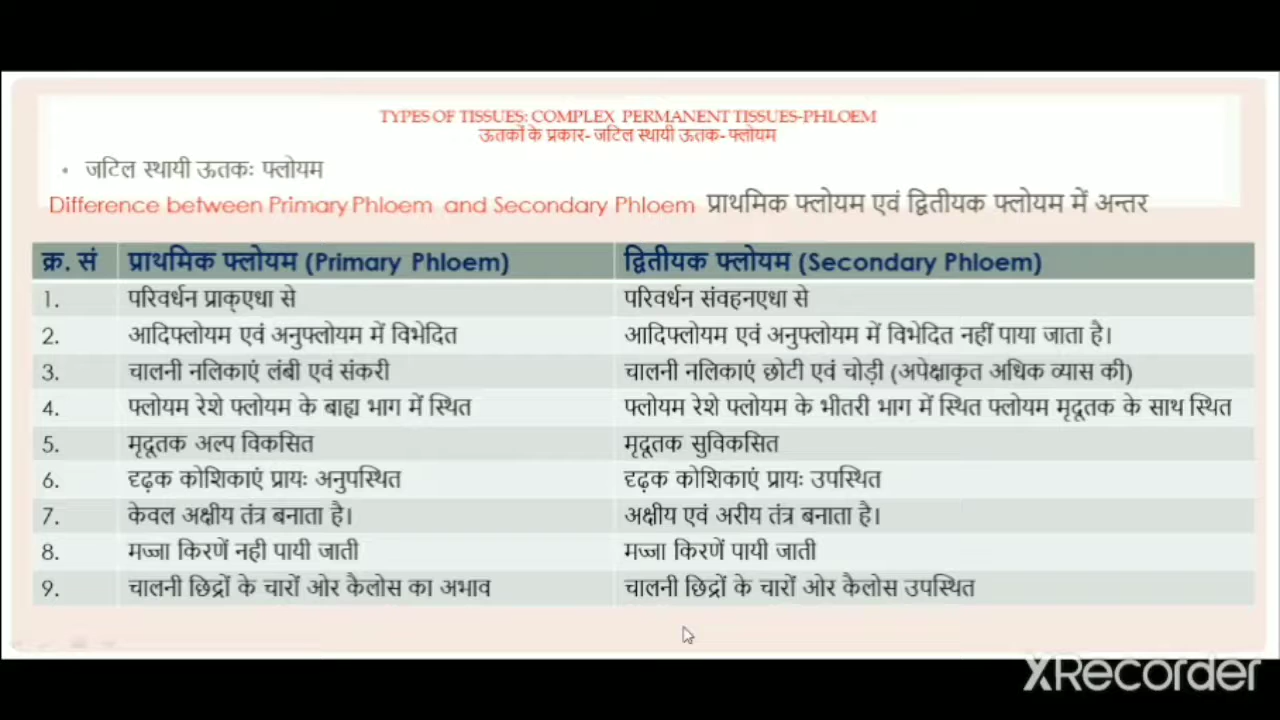 TYPES OF TISSUES: COMPLEX PERMANENT TISSUES-PHLOEM
ऊतकों के प्रकार- जटिल स्थायी ऊतक- फ्लोयम
• जटिल स्थायी ऊतकः फ्लोयम
Difference between Primary Phloem and Secondary Phloem प्राथमिक फ्लोयम एवं द्वितीयक फ्लोयम में अन्तर
क्र. सं प्राथमिक फ्लोयम (Primary Phloem) द्वितीयक फ्लोयम (Secondary Phloem)
1. परिवर्धन प्राक्एधा से परिवर्धन संवहनएधा से
2. आदिफ्लोयम एवं अनुफ्लोयम में विभेदित आदिफ्लोयम एवं अनुफ्लोयम में विभेदित नहीं पाया जाता है।
3. चालनी नलिकाएं लंबी एवं संकरी चालनी नलिकाएं छोटी एवं चोड़ी (अपेक्षाकृत अधिक व्यास की)
4. फ्लोयम रेशे फ्लोयम के बाह्य भाग में स्थित फ्लोयम रेशे फ्लोयम के भीतरी भाग में स्थित फ्लोयम मृदूतक के साथ स्थित
5. मृदूतक अल्प विकसित मृदूतक सुविकसित
6. दृढ़क कोशिकाएं प्रायः अनुपस्थित दृढ़क कोशिकाएं प्रायः उपस्थित
7. केवल अक्षीय तंत्र बनाता है। अक्षीय एवं अरीय तंत्र बनाता है।
8. मज्जा किरणें नही पायी जाती मज्जा किरणें पायी जाती
9. चालनी छिद्रों के चारों ओर कैलोस का अभाव चालनी छिद्रों के चारों ओर कैलोस उपस्थित
XRecorder